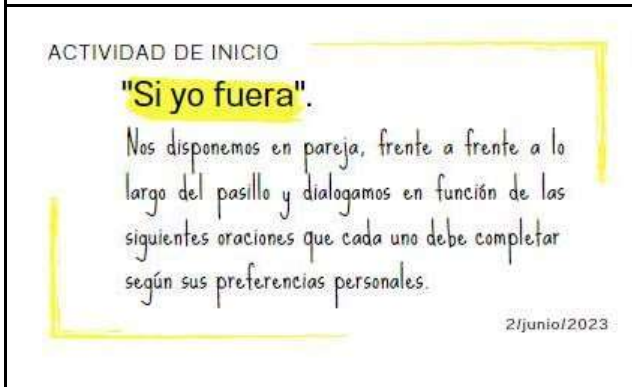 ACTIVIDAD DE INICIO
"Si yo fuera".
Nos disponemos en pareja, frente a frente a lo
largo del pasillo y dialogamos en función de las
siguientes oraciones que cada uno debe completar
según sus preferencias personales.
2/junio/2023